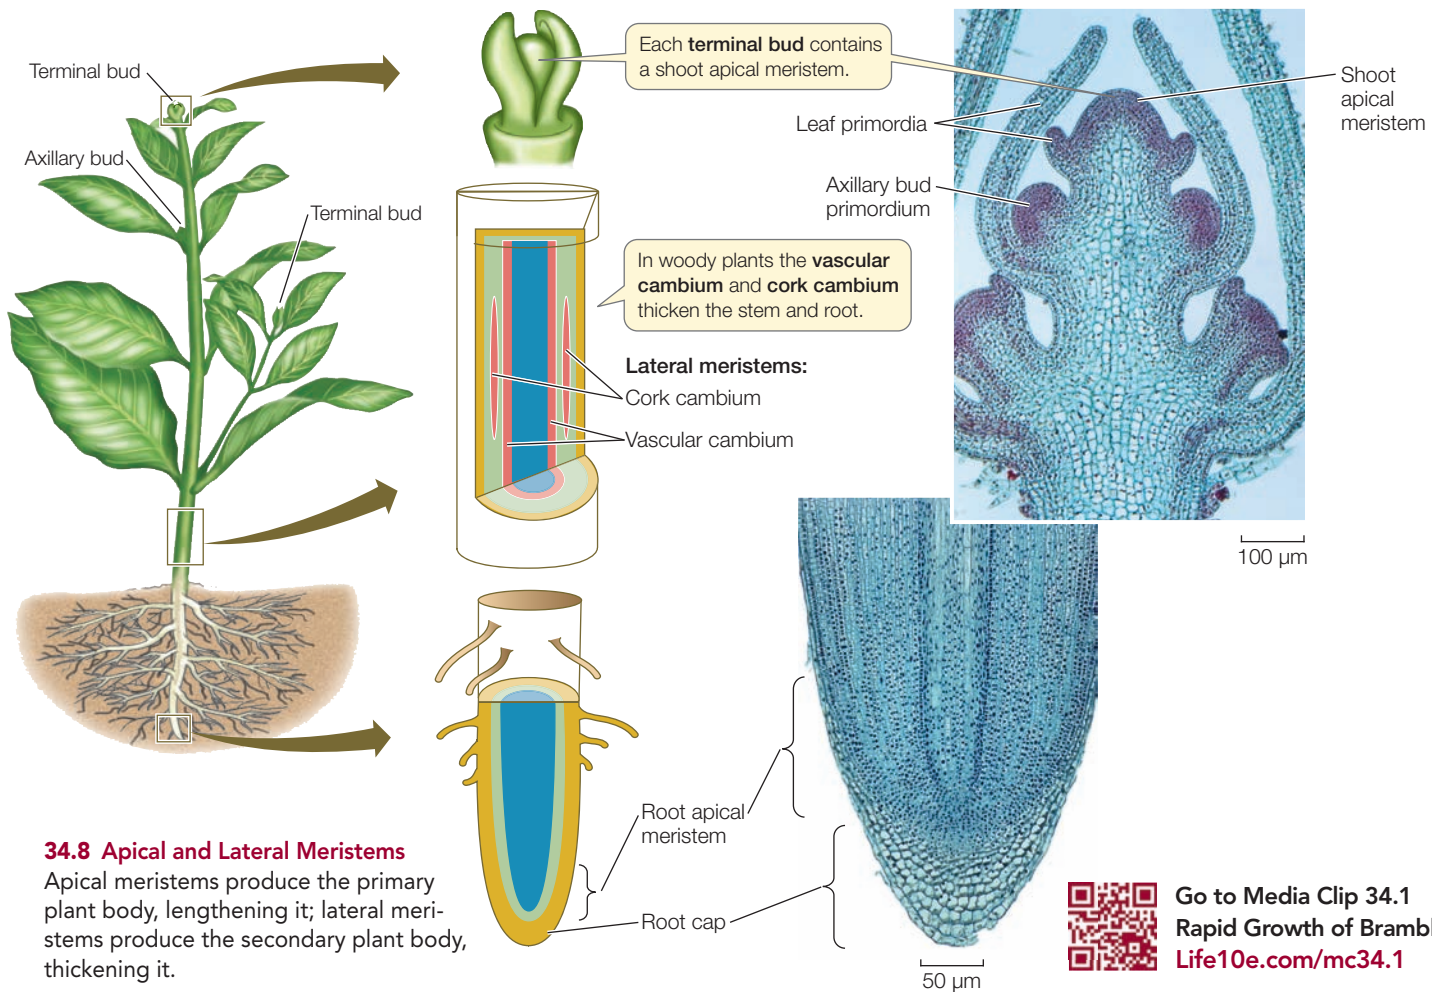 Terminal bud
Axillary bud
Terminal bud
Each terminal bud contains
a shoot apical meristem.
Leaf primordia
Axillary bud
primordium
Shoot
apical
meristem
In woody plants the vascular
cambium and cork cambium
thicken the stem and root.
Lateral meristems:
Cork cambium
Vascular cambium
100 µm
Root apical
meristem
Root cap
50 µm
34.8 Apical and Lateral Meristems
Apical meristems produce the primary
plant body, lengthening it; lateral meri-
stems produce the secondary plant body,
thickening it.
Go to Media Clip 34.1
Rapid Growth of Brambl
Life10e.com/mc34.1